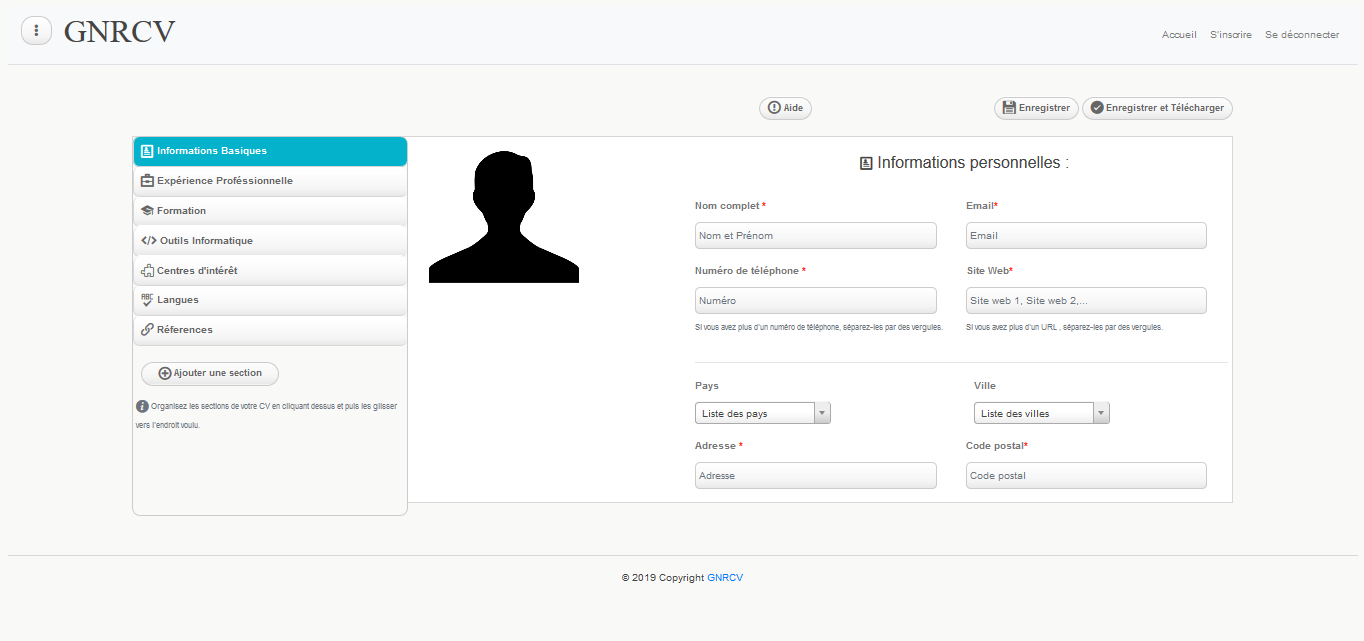 GNRCV
Accueil S'inscrire Se déconnecter
Aide Enregistrer Enregistrer et Télécharger
Informations Basiques
Expérience Proféssionnelle
Formation
Outils Informatique
Centres d'intérêt
ABC Langues
Réferences
Ajouter une section
Organisez les sections de votre CV en cliquant dessus et puis les glisser
vers l'endroit voulu.
Informations personnelles :
Nom complet * Email*
Nom et Prénom Email
Numéro de téléphone * Site Web*
Numéro Site web 1, Site web 2,...
Si vous avez plus d'un numéro de téléphone, séparez-les par des vergules. Si vous avez plus d'un URL , séparez-les par des vergules.
Pays Ville
Liste des pays Liste des villes
Adresse * Code postal*
Adresse Code postal
© 2019 Copyright GNRCV